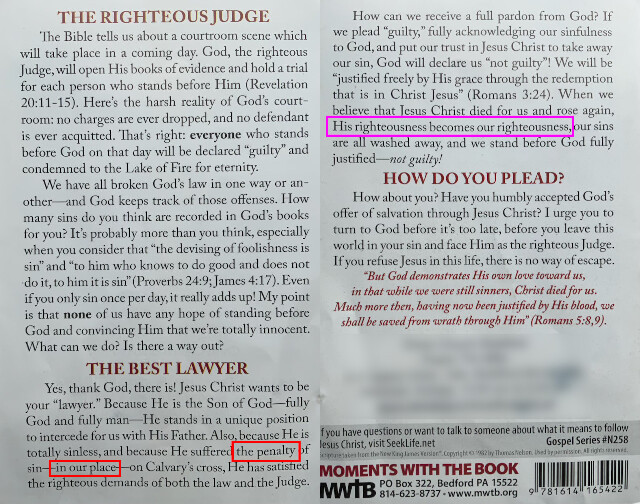 THE RIGHTEOUS JUDGE
The Bible tells us about a courtroom scene which
will take place in a coming day. God, the righteous
Judge, will open His books of evidence and hold a trial
for each person who stands before Him (Revelation
20:11-15). Here's the harsh reality of God's court-
room: no charges are ever dropped, and no defendant
is ever acquitted. That's right: everyone who stands
before God on that day will be declared "guilty" and
condemned to the Lake of Fire for eternity.
We have all broken God's law in one way or an-
other—and God keeps track of those offenses. How
many sins do you think are recorded in God's books
for you? It's probably more than you think, especially
when you consider that "the devising of foolishness is
sin" and "to him who knows to do good and does not
do it, to him it is sin" (Proverbs 24:9; James 4:17). Even
if you only sin once per day, it really adds up! My point
is that none of us have any hope of standing before
God and convincing Him that we're totally innocent.
What can we do? Is there a way out?
THE BEST LAWYER
Yes, thank God, there is! Jesus Christ wants to be
your "lawyer." Because He is the Son of God—fully
God and fully man—He stands in a unique position
to intercede for us with His Father. Also, because He is
totally sinless, and because He suffered the penalty of
sin—in our place—on Calvary's cross, He has satisfied
the righteous demands of both the law and the Judge.
How can we receive a full pardon from God? If
we plead "guilty," fully acknowledging our sinfulness
to God, and put our trust in Jesus Christ to take away
our sin, God will declare us "not guilty"! We will be
"justified freely by His grace through the redemption
that is in Christ Jesus" (Romans 3:24). When we
believe that Jesus Christ died for us and rose again,
His righteousness becomes our righteousness, our sins
are all washed away, and we stand before God fully
justified—not guilty!
HOW DO YOU PLEAD?
How about you? Have you humbly accepted God's
offer of salvation through Jesus Christ? I urge you to
turn to God before it's too late, before you leave this
world in your sin and face Him as the righteous Judge.
If you refuse Jesus in this life, there is no way of escape.
"But God demonstrates His own love toward us,
in that while we were still sinners, Christ died for us.
Much more then, having now been justified by His blood, we
shall be saved from wrath through Him" (Romans 5:8,9).
If you have questions or want to talk to someone about what it means to follow
Jesus Christ, visit SeekLife.net Gospel Series #N258
Scripture taken from the New King James Version®. Copyright © 1982 by Thomas Nelson. Used by permission. All rights reserved.
MOMENTS WITH THE BOOK
MWTB PO Box 322, Bedford PA 15522
814-623-8737 • www.mwtb.org
9 781614 165422